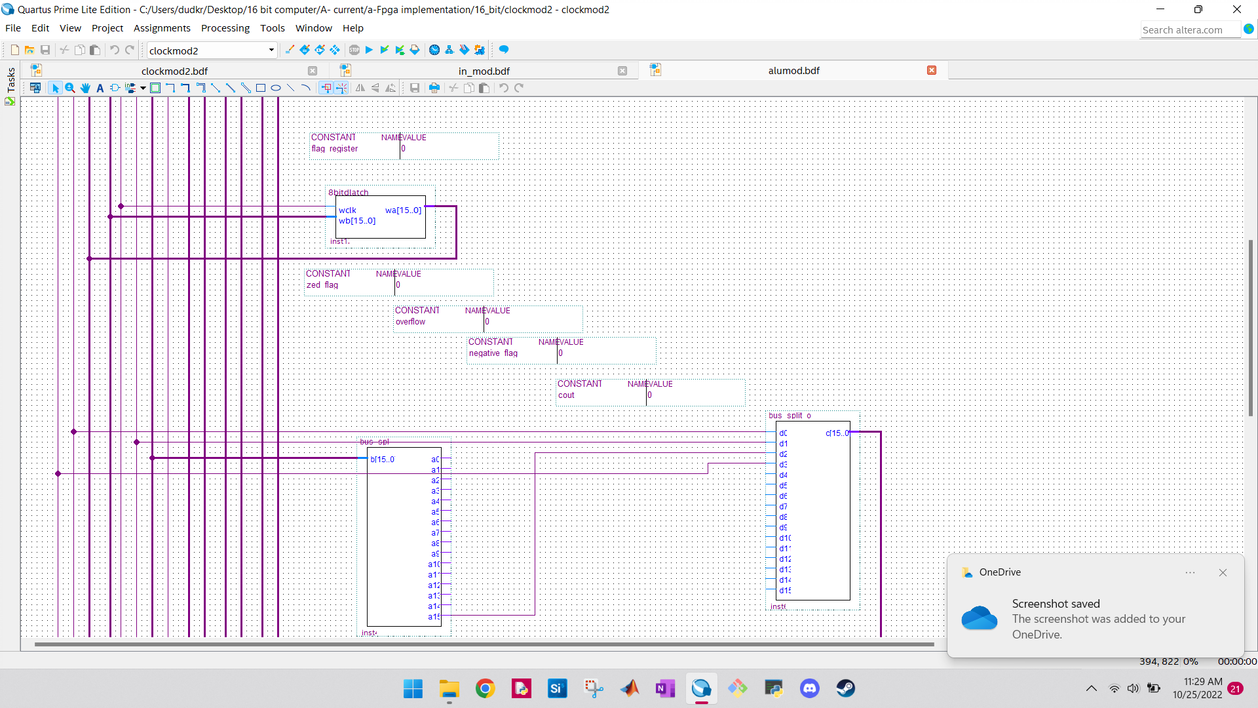 Quartus Prime Lite Edition - C:/Users/dudkr/Desktop/16 bit computer/A- current/a-Fpga implementation/16_bit/clockmod2 - clockmod2
File Edit View Project Assignments Processing Tools Window Help
Search altera.com
clockmod2
Tasks
clockmod2.bdf
in_mod.bdf
alumod.bdf
CONSTANT NAME VALUE
flag register 0
8bitdlatch
wclk wa[15..0]
wb[15..0]
inst1
CONSTANT NAME VALUE
zed flag 0
CONSTANT NAME VALUE
overflow 0
CONSTANT NAME VALUE
negative flag 0
CONSTANT NAME VALUE
cout 0
bus split o
d0 c[15..0
d1
d2
d3
d4
d5
d6
d7
d8
d9
d10
d11
d12
d13
d14
d15
inst
bus spl
b[15..0 a0
a1
a2
a3
a4
a5
a6
a7
a8
a9
a10
a11
a12
a13
a14
a15
inst
OneDrive
Screenshot saved
The screenshot was added to your
OneDrive.
394, 822 0% 00:00:00
11:29 AM
10/25/2022
21